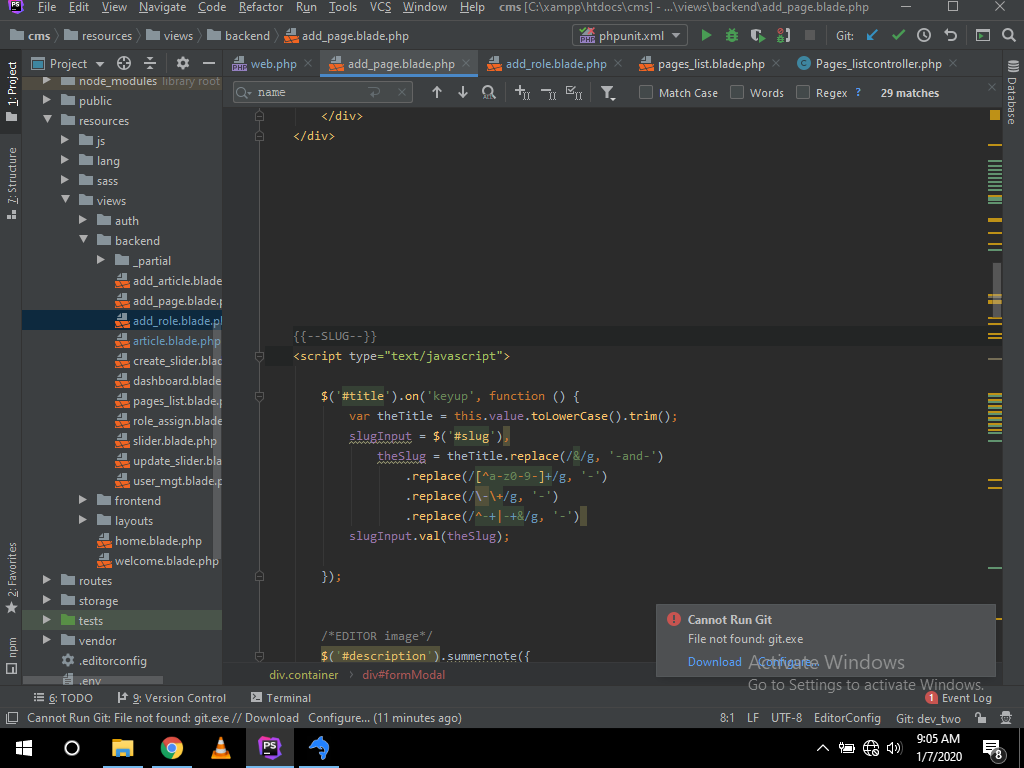 PS File Edit View Navigate Code Refactor Run Tools VCS Window Help cms [C:\xampp\htdocs\cms] - ...\views\backend\add_page.blade.php
cms resources views backend add_page.blade.php phpunit.xml Git:
1: Project
7: Structure
2: Favorites
npm
Database
Project
node_modules library root
public
resources
js
lang
sass
views
auth
backend
_partial
add_article.blade
add_page.blade.p
add_role.blade.pl
article.blade.php
create_slider.blad
dashboard.blade
pages_list.blade.p
role_assign.blade
slider.blade.php
update_slider.bla
user_mgt.blade.p
frontend
layouts
home.blade.php
welcome.blade.php
routes
storage
tests
vendor
.editorconfig
.env
web.php add_page.blade.php add_role.blade.php pages_list.blade.php Pages_listcontroller.php
name Match Case Words Regex ? 29 matches
</div>
</div>
{{--SLUG--}}
<script type="text/javascript">
$('#title').on('keyup', function () {
var theTitle = this.value.toLowerCase().trim();
slugInput = $('#slug'),
theSlug = theTitle.replace(/&/g, '-and-')
.replace(/[^a-z0-9-]+/g, '-')
.replace(/\-\+/g, '-')
.replace(/^-+|-+&/g, '-')
slugInput.val(theSlug);
});
/*EDITOR image*/
$('#description').summernote({
div.container > div#formModal
Cannot Run Git
File not found: git.exe
Download Configure...
Activate Windows
Go to Settings to activate Windows.
6: TODO 9: Version Control Terminal 1 Event Log
Cannot Run Git: File not found: git.exe // Download Configure... (11 minutes ago) 8:1 LF UTF-8 EditorConfig Git: dev_two
PS
9:05 AM
1/7/2020
8